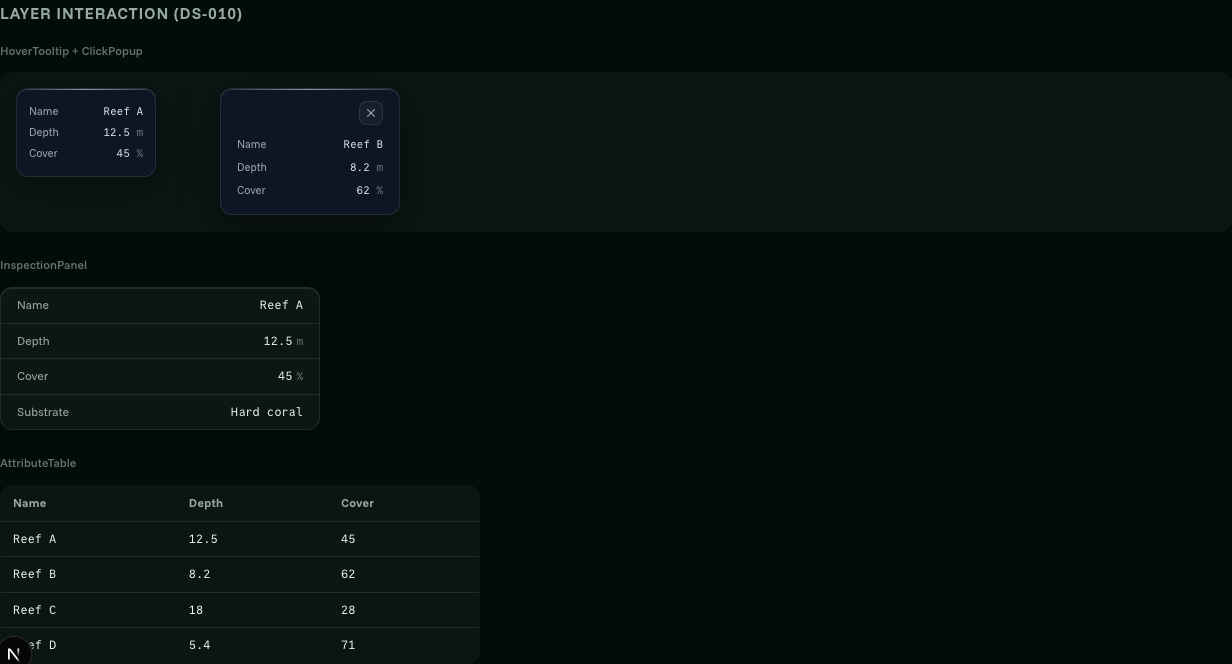 LAYER INTERACTION (DS-010)
HoverTooltip + ClickPopup
Name Reef A
Depth 12.5 m
Cover 45 %
Name Reef B
Depth 8.2 m
Cover 62 %
InspectionPanel
Name Reef A
Depth 12.5 m
Cover 45 %
Substrate Hard coral
AttributeTable
Name Depth Cover
Reef A 12.5 45
Reef B 8.2 62
Reef C 18 28
ef D 5.4 71
N